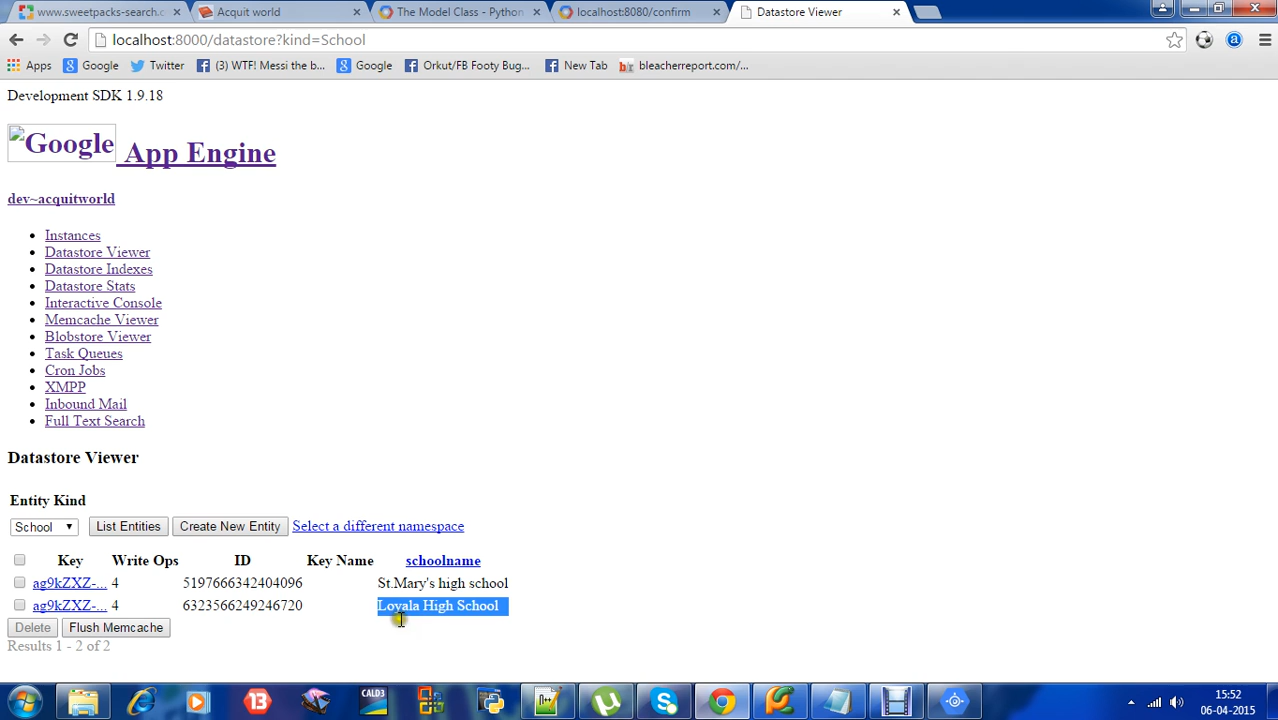 www.sweetpacks-search.c
Acquit world
The Model Class - Python
localhost:8080/confirm
Datastore Viewer
localhost:8000/datastore?kind=School
Apps
Google
Twitter
(3) WTF! Messi the b...
Google
Orkut/FB Footy Bug...
New Tab
bleacherreport.com/...
Development SDK 1.9.18
Google App Engine
dev~acquitworld
Instances
Datastore Viewer
Datastore Indexes
Datastore Stats
Interactive Console
Memcache Viewer
Blobstore Viewer
Task Queues
Cron Jobs
XMPP
Inbound Mail
Full Text Search
Datastore Viewer
Entity Kind
School List Entities Create New Entity Select a different namespace
Key Write Ops ID Key Name schoolname
ag9kZXZ-... 4 5197666342404096 St.Mary's high school
ag9kZXZ-... 4 6323566249246720 Loyala High School
Delete Flush Memcache
Results 1 - 2 of 2
13
CALD3
15:52
06-04-2015